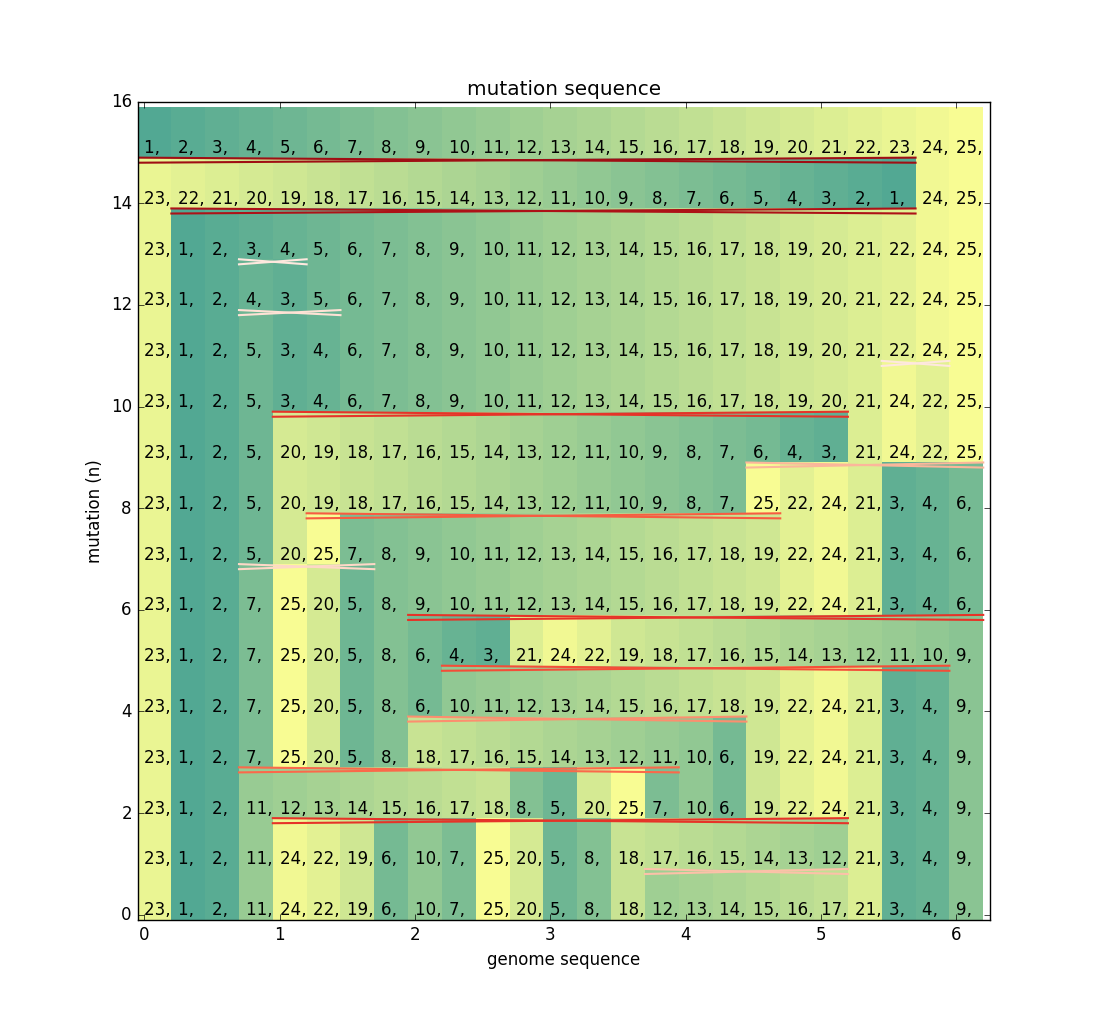 mutation sequence
16
1, 2, 3, 4, 5, 6, 7, 8, 9, 10, 11, 12, 13, 14, 15, 16, 17, 18, 19, 20, 21, 22, 23, 24, 25,
14 23, 22, 21, 20, 19, 18, 17, 16, 15, 14, 13, 12, 11, 10, 9, 8, 7, 6, 5, 4, 3, 2, 1, 24, 25,
23, 1, 2, 3, 4, 5, 6, 7, 8, 9, 10, 11, 12, 13, 14, 15, 16, 17, 18, 19, 20, 21, 22, 24, 25,
12 23, 1, 2, 4, 3, 5, 6, 7, 8, 9, 10, 11, 12, 13, 14, 15, 16, 17, 18, 19, 20, 21, 22, 24, 25,
23, 1, 2, 5, 3, 4, 6, 7, 8, 9, 10, 11, 12, 13, 14, 15, 16, 17, 18, 19, 20, 21, 22, 24, 25,
10 23, 1, 2, 5, 3, 4, 6, 7, 8, 9, 10, 11, 12, 13, 14, 15, 16, 17, 18, 19, 20, 21, 24, 22, 25,
23, 1, 2, 5, 20, 19, 18, 17, 16, 15, 14, 13, 12, 11, 10, 9, 8, 7, 6, 4, 3, 21, 24, 22, 25,
8 23, 1, 2, 5, 20, 19, 18, 17, 16, 15, 14, 13, 12, 11, 10, 9, 8, 7, 25, 22, 24, 21, 3, 4, 6,
23, 1, 2, 5, 20, 25, 7, 8, 9, 10, 11, 12, 13, 14, 15, 16, 17, 18, 19, 22, 24, 21, 3, 4, 6,
6 23, 1, 2, 7, 25, 20, 5, 8, 9, 10, 11, 12, 13, 14, 15, 16, 17, 18, 19, 22, 24, 21, 3, 4, 6,
23, 1, 2, 7, 25, 20, 5, 8, 6, 4, 3, 21, 24, 22, 19, 18, 17, 16, 15, 14, 13, 12, 11, 10, 9,
4 23, 1, 2, 7, 25, 20, 5, 8, 6, 10, 11, 12, 13, 14, 15, 16, 17, 18, 19, 22, 24, 21, 3, 4, 9,
23, 1, 2, 7, 25, 20, 5, 8, 18, 17, 16, 15, 14, 13, 12, 11, 10, 6, 19, 22, 24, 21, 3, 4, 9,
2 23, 1, 2, 11, 12, 13, 14, 15, 16, 17, 18, 8, 5, 20, 25, 7, 10, 6, 19, 22, 24, 21, 3, 4, 9,
23, 1, 2, 11, 24, 22, 19, 6, 10, 7, 25, 20, 5, 8, 18, 17, 16, 15, 14, 13, 12, 21, 3, 4, 9,
0 23, 1, 2, 11, 24, 22, 19, 6, 10, 7, 25, 20, 5, 8, 18, 12, 13, 14, 15, 16, 17, 21, 3, 4, 9,
0 1 2 3 4 5 6
genome sequence
mutation (n)